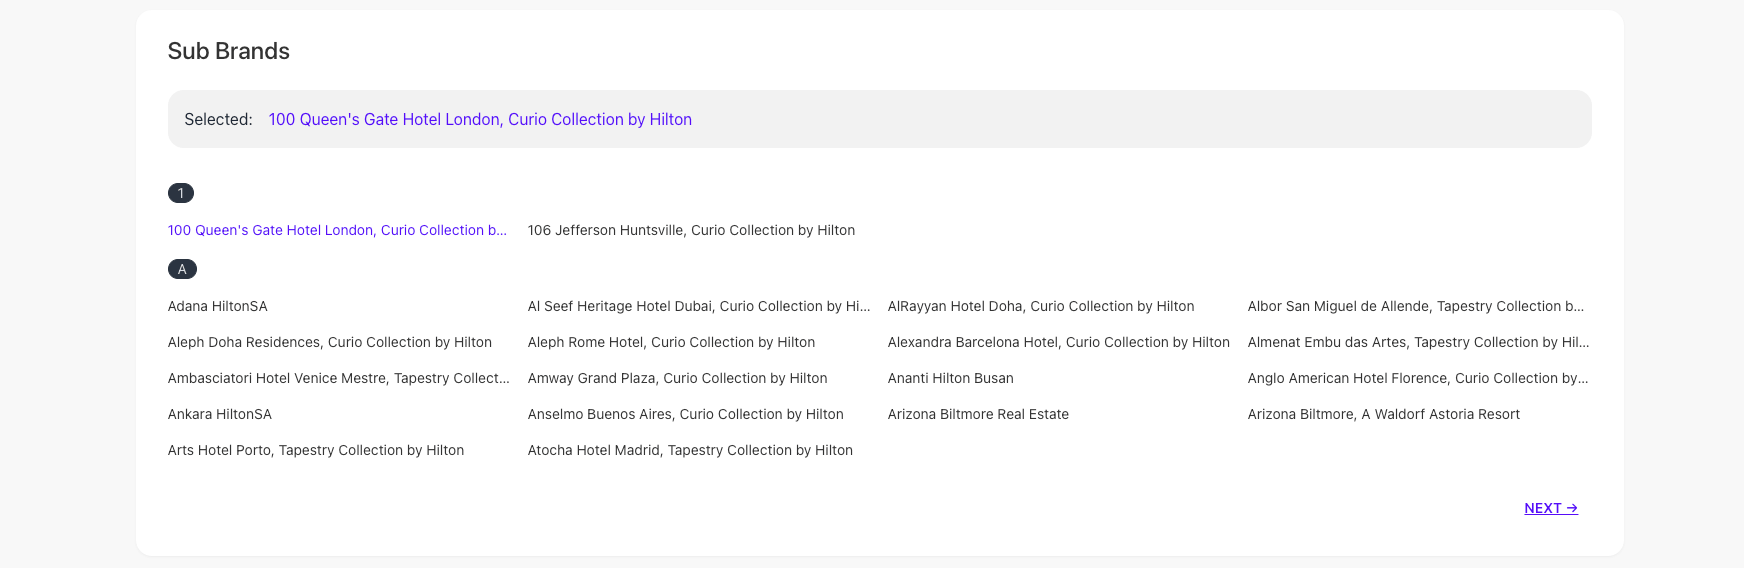 Sub Brands
Selected: 100 Queen's Gate Hotel London, Curio Collection by Hilton
1
100 Queen's Gate Hotel London, Curio Collection b... 106 Jefferson Huntsville, Curio Collection by Hilton
A
Adana HiltonSA Al Seef Heritage Hotel Dubai, Curio Collection by Hi... AlRayyan Hotel Doha, Curio Collection by Hilton Albor San Miguel de Allende, Tapestry Collection b...
Aleph Doha Residences, Curio Collection by Hilton Aleph Rome Hotel, Curio Collection by Hilton Alexandra Barcelona Hotel, Curio Collection by Hilton Almenat Embu das Artes, Tapestry Collection by Hil...
Ambasciatori Hotel Venice Mestre, Tapestry Collect... Amway Grand Plaza, Curio Collection by Hilton Ananti Hilton Busan Anglo American Hotel Florence, Curio Collection by...
Ankara HiltonSA Anselmo Buenos Aires, Curio Collection by Hilton Arizona Biltmore Real Estate Arizona Biltmore, A Waldorf Astoria Resort
Arts Hotel Porto, Tapestry Collection by Hilton Atocha Hotel Madrid, Tapestry Collection by Hilton
NEXT →